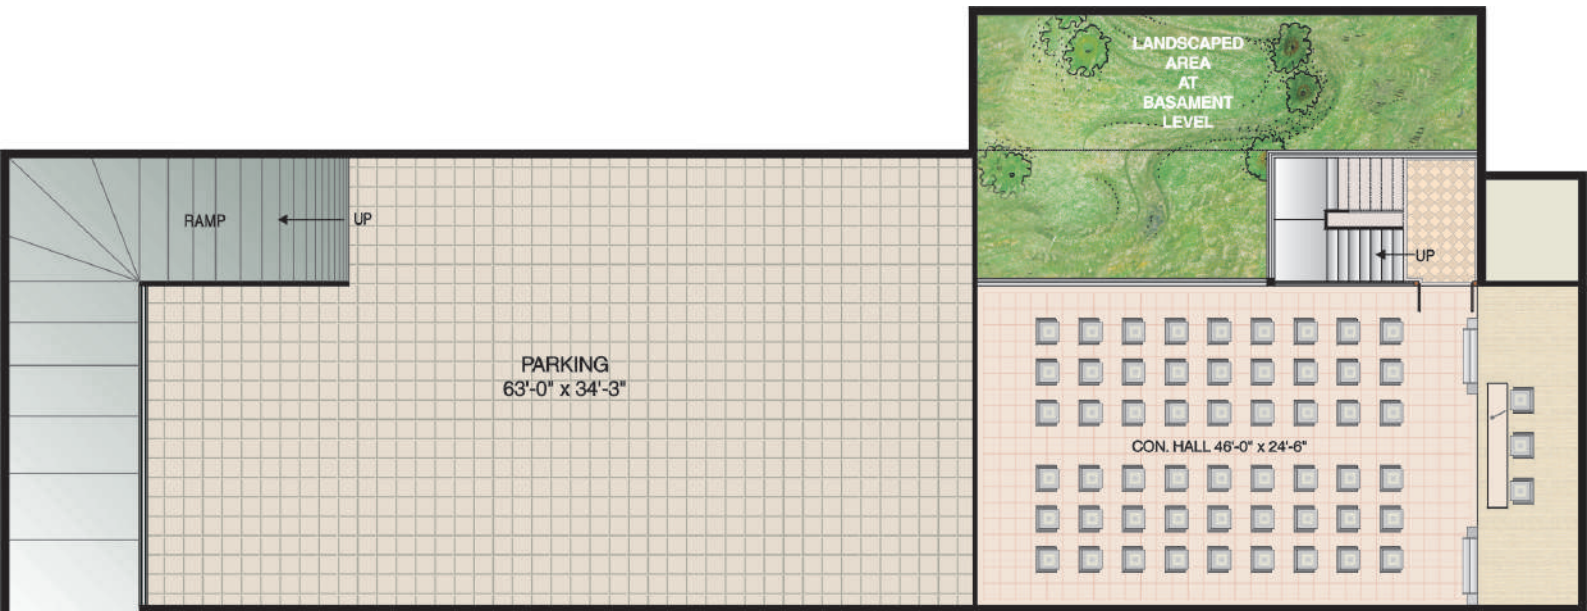 LANDSCAPED
AREA
AT
BASAMENT
LEVEL
RAMP
UP
UP
PARKING
63'-0" x 34'-3"
CON. HALL 46'-0" x 24'-6"